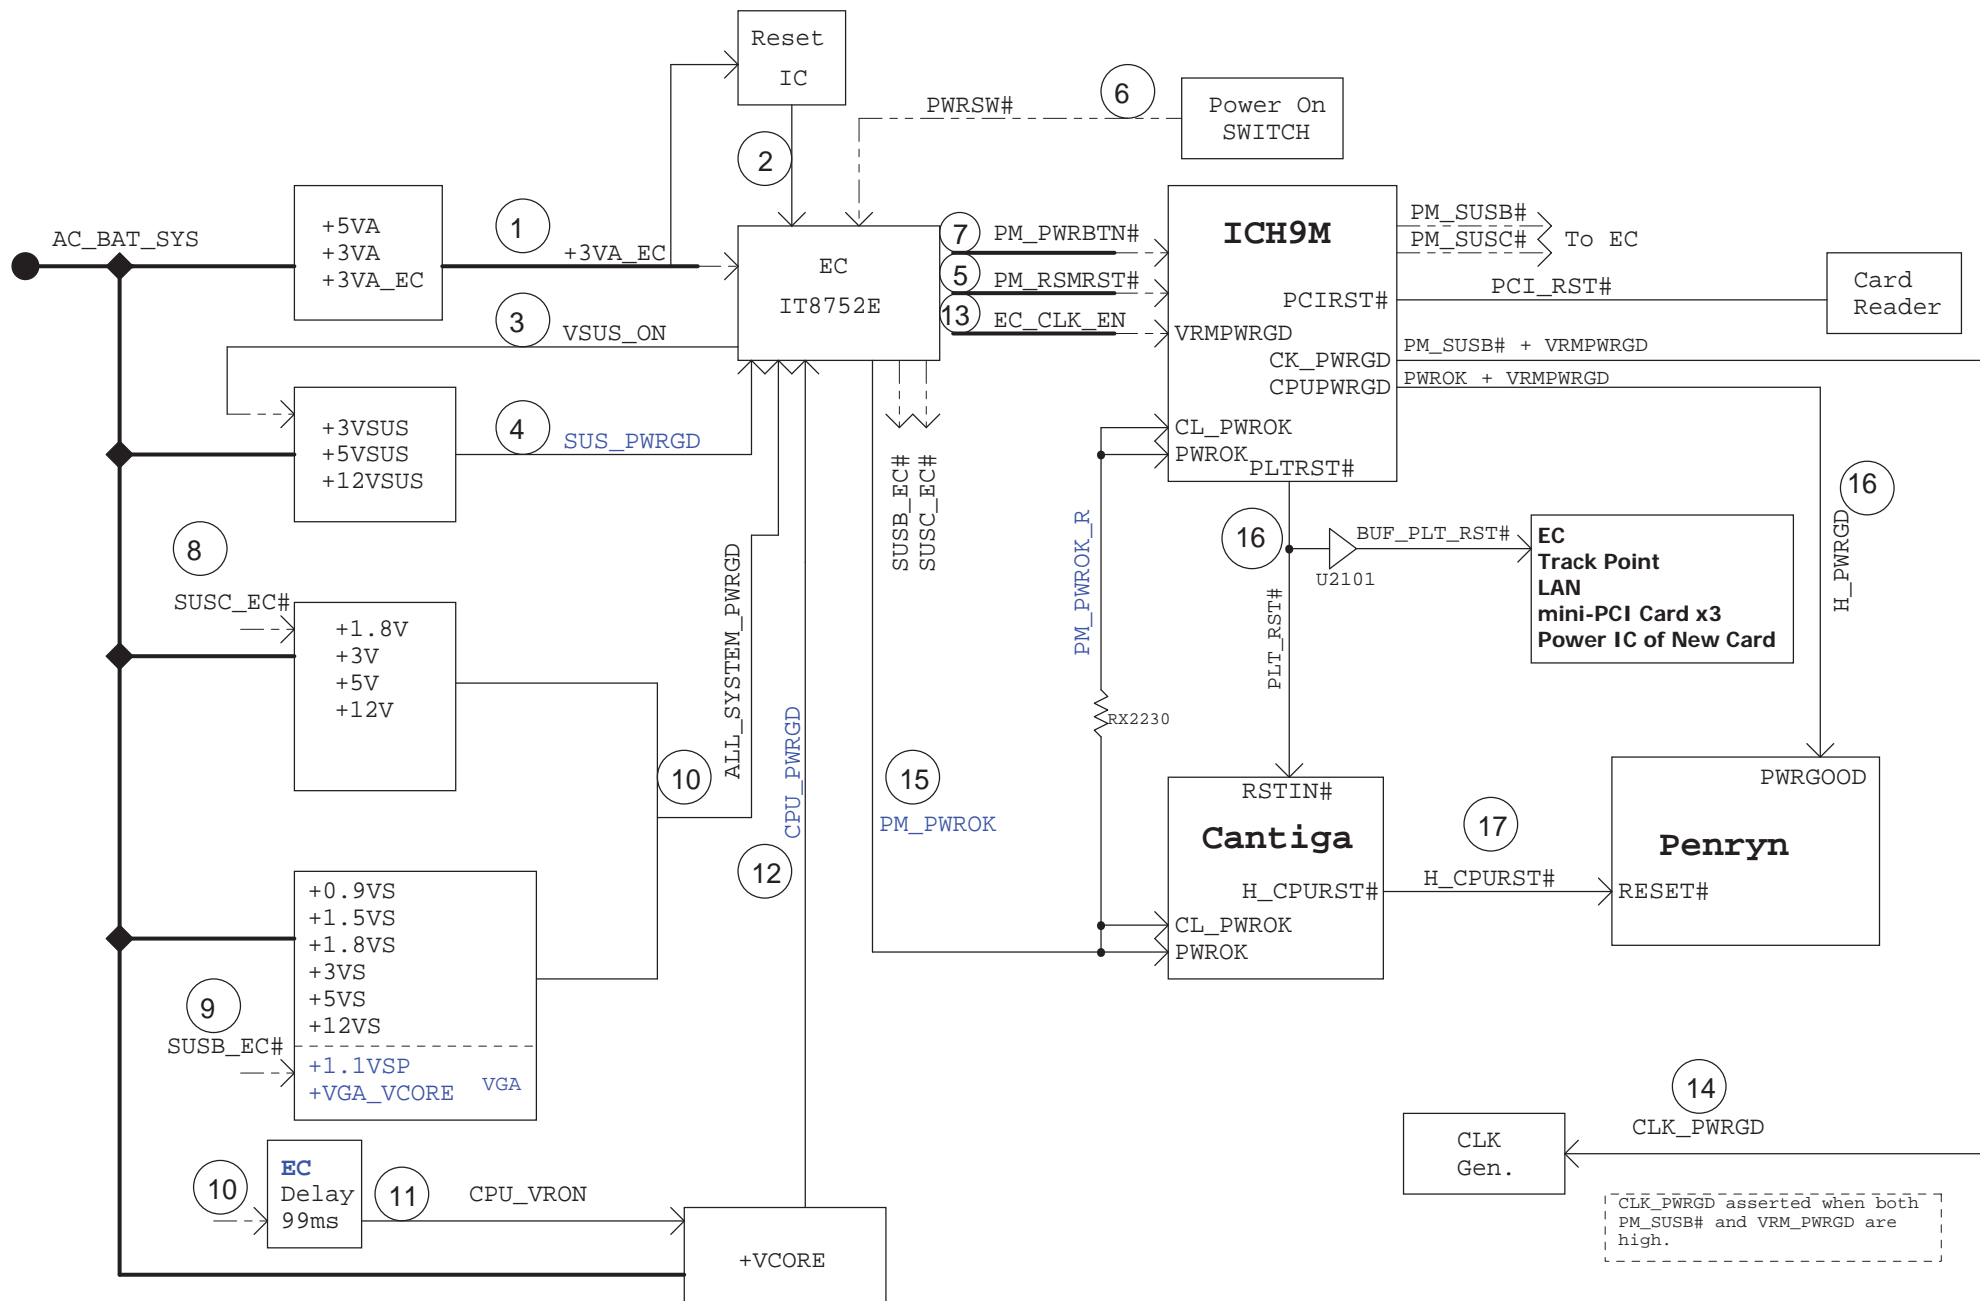 Reset
IC
PWRSW#
6
Power On
SWITCH
2
AC_BAT_SYS
+5VA
+3VA
+3VA_EC
1
+3VA_EC
EC
IT8752E
7
PM_PWRBTN#
5
PM_RSMRST#
13
EC_CLK_EN
ICH9M
PCIRST#
VRMPWRGD
CK_PWRGD
CPUPWRGD
CL_PWROK
PWROK
PLTRST#
PM_SUSB#
PM_SUSC#
To EC
PCI_RST#
Card
Reader
PM_SUSB# + VRMPWRGD
PWROK + VRMPWRGD
3
VSUS_ON
+3VSUS
+5VSUS
+12VSUS
4
SUS_PWRGD
SUSB_EC#
SUSC_EC#
8
SUSC_EC#
+1.8V
+3V
+5V
+12V
10
ALL_SYSTEM_PWRGD
CPU_PWRGD
12
15
PM_PWROK
PM_PWROK_R
RX2230
16
PLT_RST#
U2101
BUF_PLT_RST#
EC
Track Point
LAN
mini-PCI Card x3
Power IC of New Card
16
H_PWRGD
RSTIN#
Cantiga
H_CPURST#
CL_PWROK
PWROK
17
H_CPURST#
PWRGOOD
Penryn
RESET#
+0.9VS
+1.5VS
+1.8VS
+3VS
+5VS
+12VS
+1.1VSP
+VGA_VCORE
VGA
9
SUSB_EC#
10
EC
Delay
99ms
11
CPU_VRON
+VCORE
14
CLK_PWRGD
CLK
Gen.
CLK_PWRGD asserted when both
PM_SUSB# and VRM_PWRGD are
high.